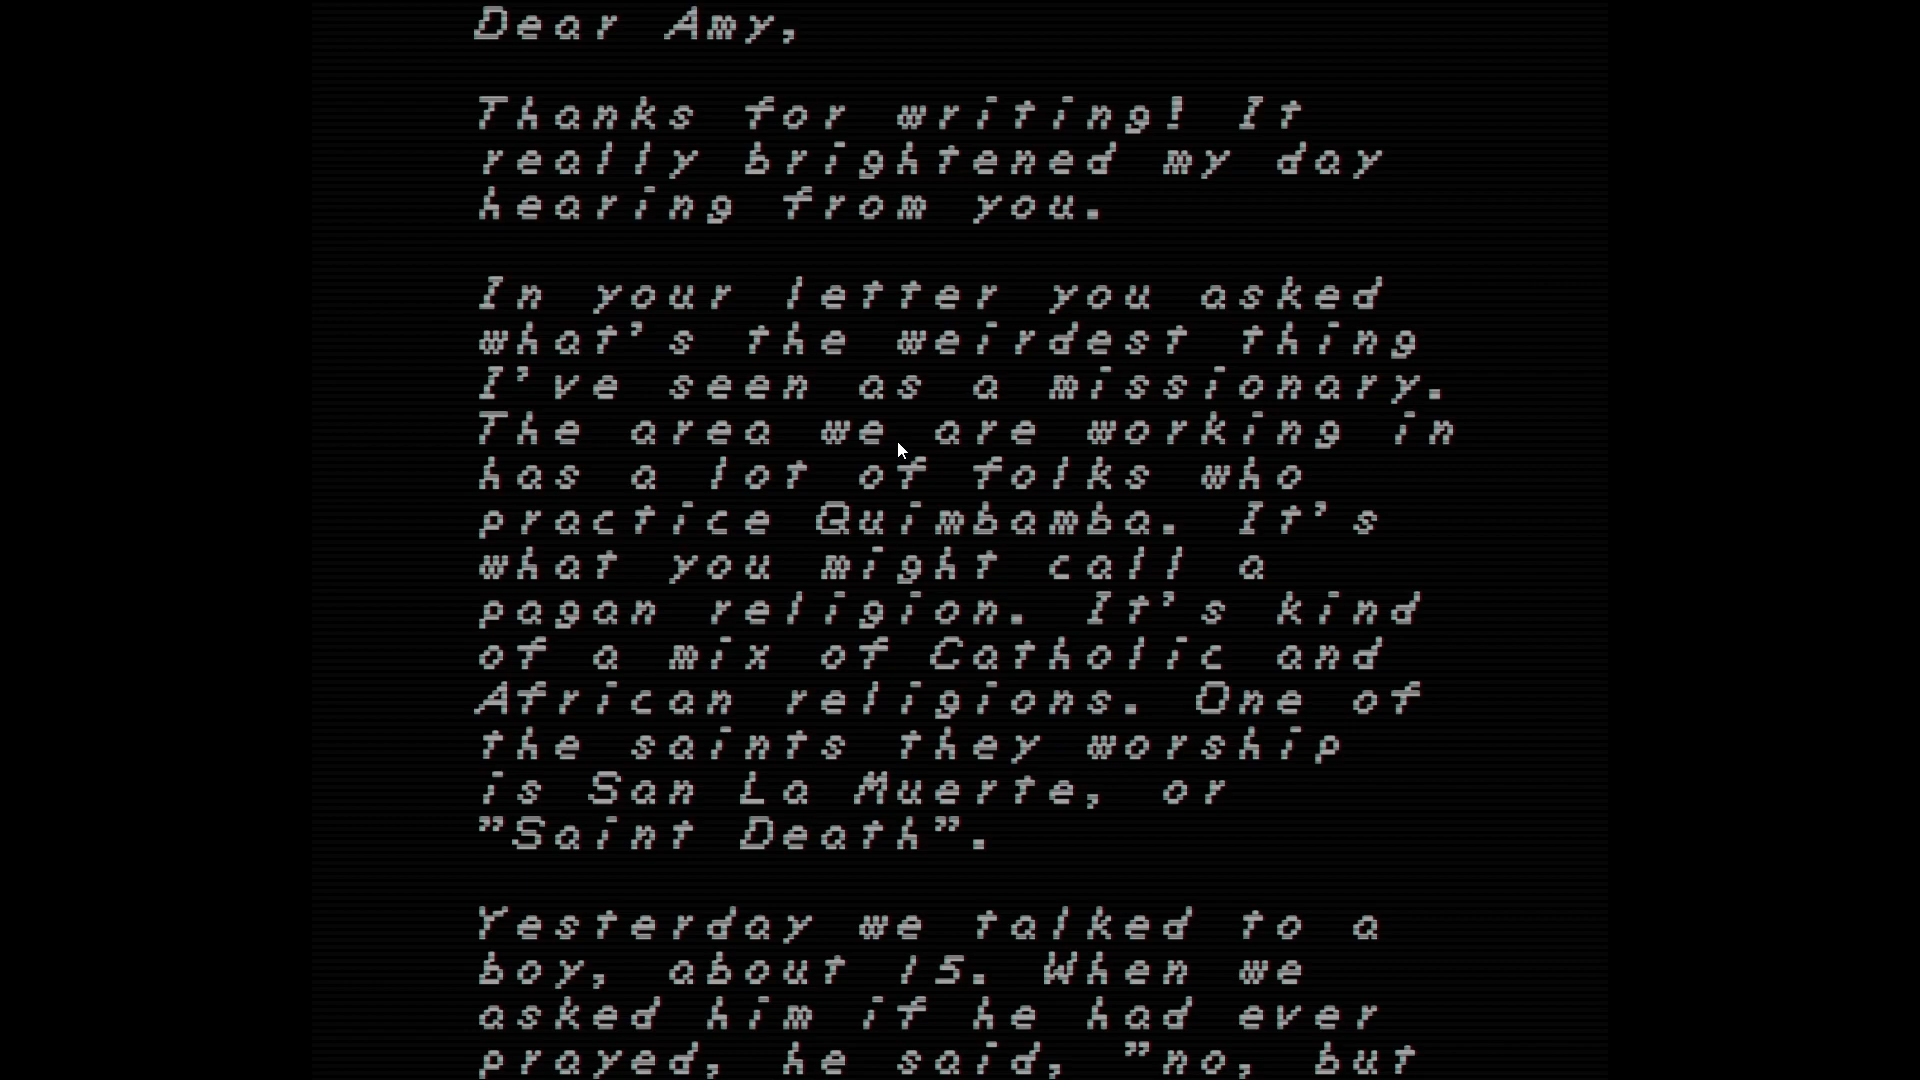 Dear Amy,
Thanks for writing! It
really brightened my day
hearing from you.
In your letter you asked
what's the weirdest thing
I've seen as a missionary.
The area we are working in
has a lot of folks who
practice Quimbamba. It's
what you might call a
pagan religion. It's kind
of a mix of Catholic and
African religions. One of
the saints they worship
is San La Muerte, or
"Saint Death".
Yesterday we talked to a
boy, about 15. When we
asked him if he had ever
prayed, he said, "no, but